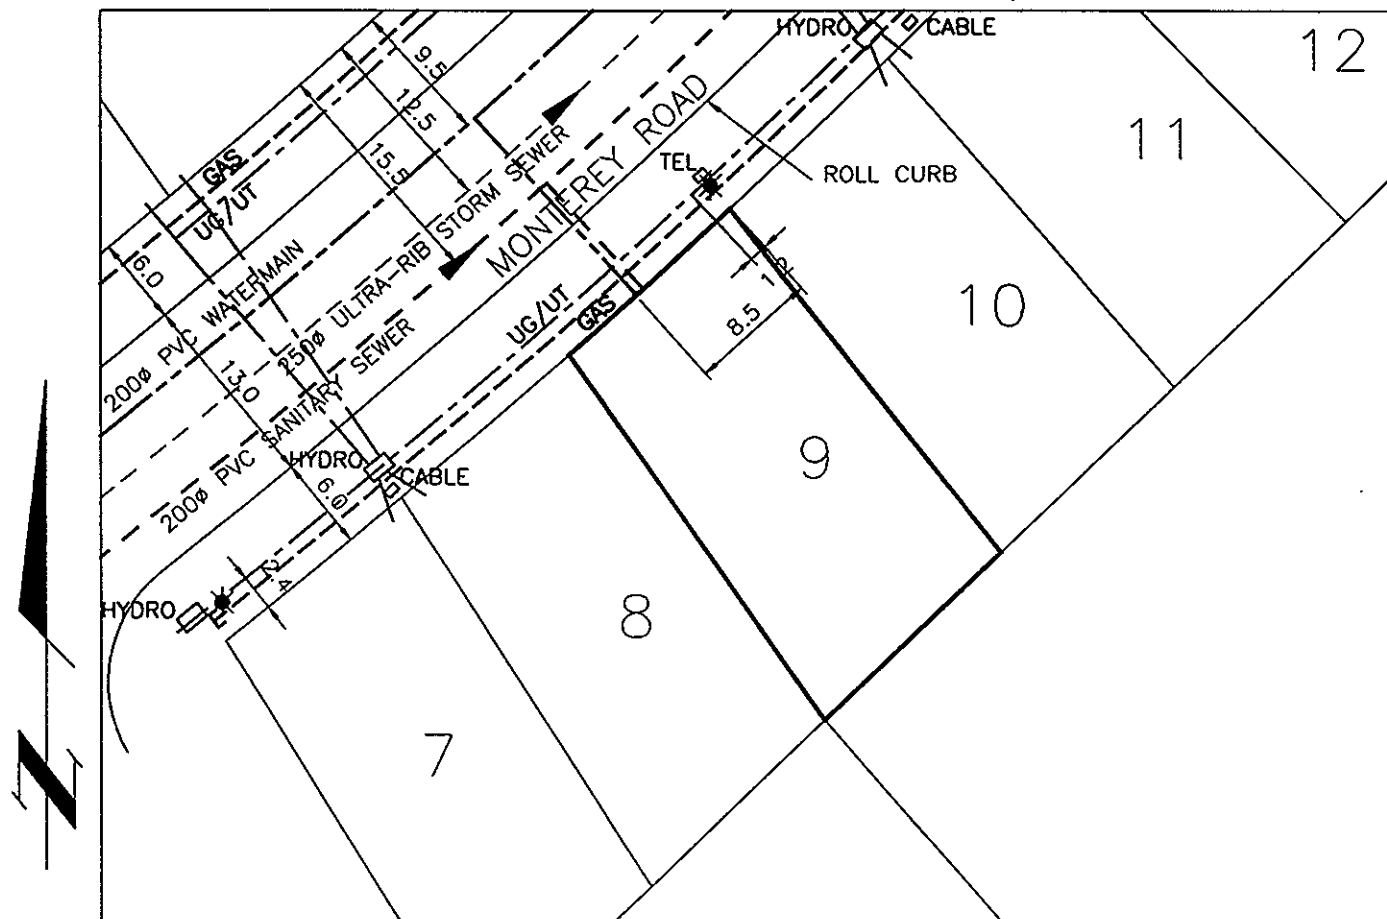 HYDRO
CABLE
12
9.5
12.5
15.5
11
GAS
UG/UT
TEL
ROLL CURB
MONTEREY ROAD
6.0
13.0
6.0
200ø PVC WATERMAIN
250ø ULTRA-RIB STORM SEWER
200ø PVC SANITARY SEWER
UG/UT
GAS
8.5
10
9
HYDRO
CABLE
2.4
HYDRO
8
7
N